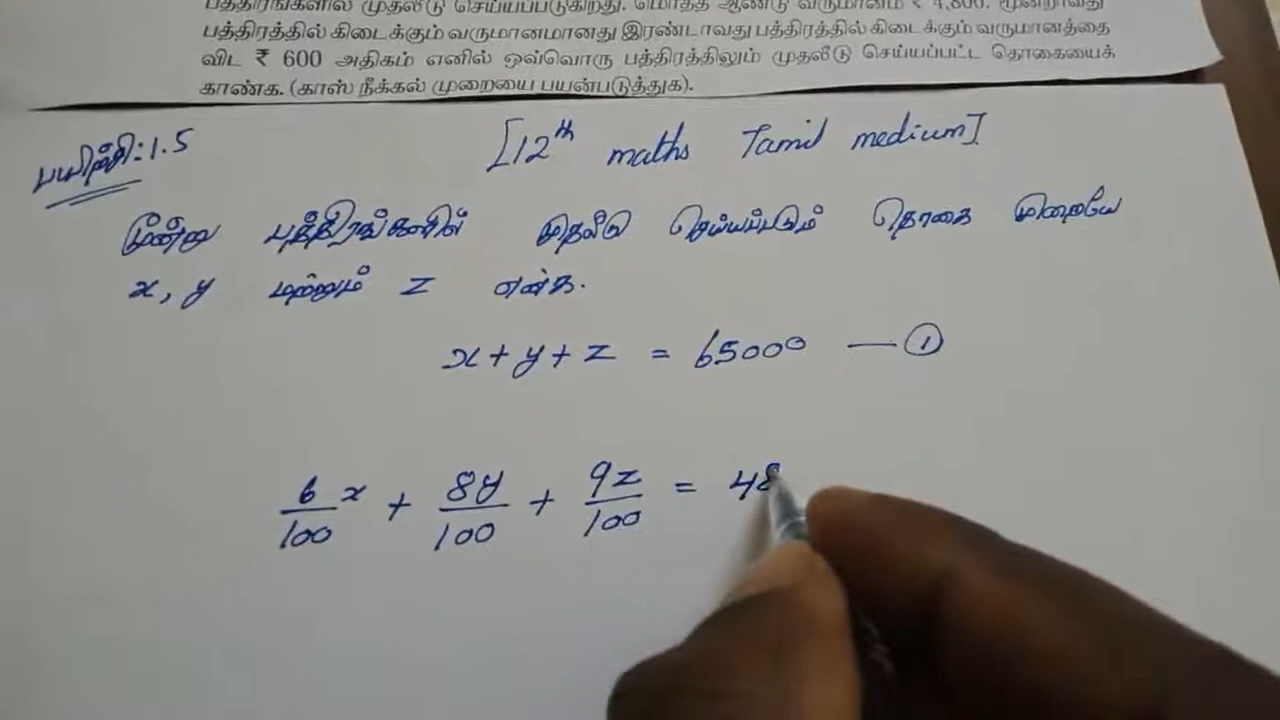 பத்திரங்களில் முதலீடு செய்யப்படுகிறது. மொத்த ஆண்டு வருமானம் ₹ 4,800. மூன்றாவது
பத்திரத்தில் கிடைக்கும் வருமானமானது இரண்டாவது பத்திரத்தில் கிடைக்கும் வருமானத்தை
விட ₹ 600 அதிகம் எனில் ஒவ்வொரு பத்திரத்திலும் முதலீடு செய்யப்பட்ட தொகையைக்
காண்க. (காஸ் நீக்கல் முறையை பயன்படுத்துக).
பயிற்சி: 1.5
[12th maths Tamil medium]
மூன்று பத்திரங்களில் முதலீடு செய்யப்படும் தொகை முறையே
x, y மற்றும் z என்க.
x + y + z = 65000 — ①
6/100 x + 8y/100 + 9z/100 = 48